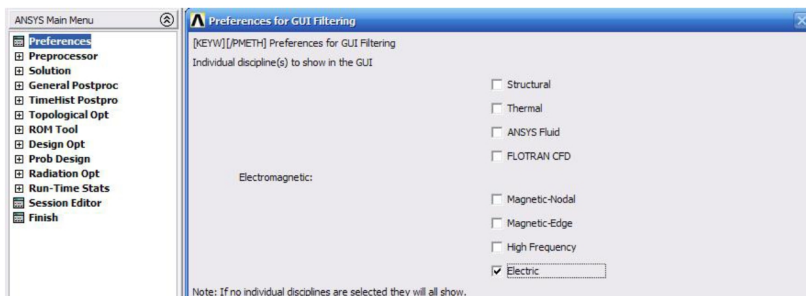 ANSYS Main Menu
Preferences
Preprocessor
Solution
General Postproc
TimeHist Postpro
Topological Opt
ROM Tool
Design Opt
Prob Design
Radiation Opt
Run-Time Stats
Session Editor
Finish
Preferences for GUI Filtering
[KEYW][/PMETH] Preferences for GUI Filtering
Individual discipline(s) to show in the GUI
Structural
Thermal
ANSYS Fluid
FLOTRAN CFD
Electromagnetic:
Magnetic-Nodal
Magnetic-Edge
High Frequency
Electric
Note: If no individual disciplines are selected they will all show.